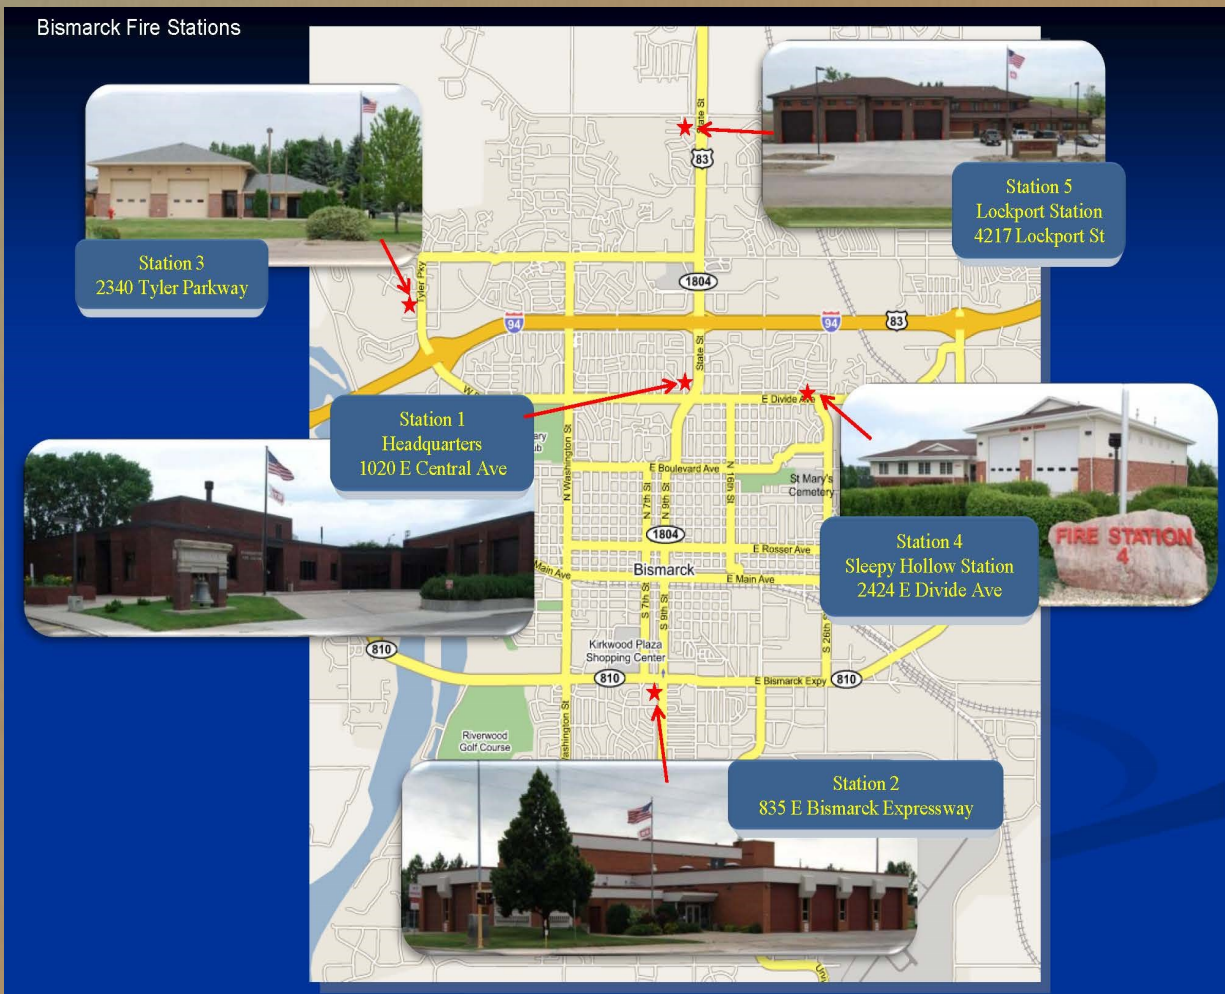 Bismarck Fire Stations
State St
83
Station 5
Lockport Station
4217 Lockport St
Station 3
2340 Tyler Parkway
Tyler Pky
1804
94
94
83
State St
Station 1
Headquarters
1020 E Central Ave
E Divide Ave
N Washington St
E Boulevard Ave
N 7th St
N 9th St
N 16th St
St Mary's
Cemetery
1804
E Rosser Ave
Station 4
Sleepy Hollow Station
2424 E Divide Ave
FIRE STATION
4
Main Ave
Bismarck
E Main Ave
S 7th St
S 9th St
S 26th St
Kirkwood Plaza
Shopping Center
810
810
E Bismarck Expy
810
Washington St
Riverwood
Golf Course
Station 2
835 E Bismarck Expressway